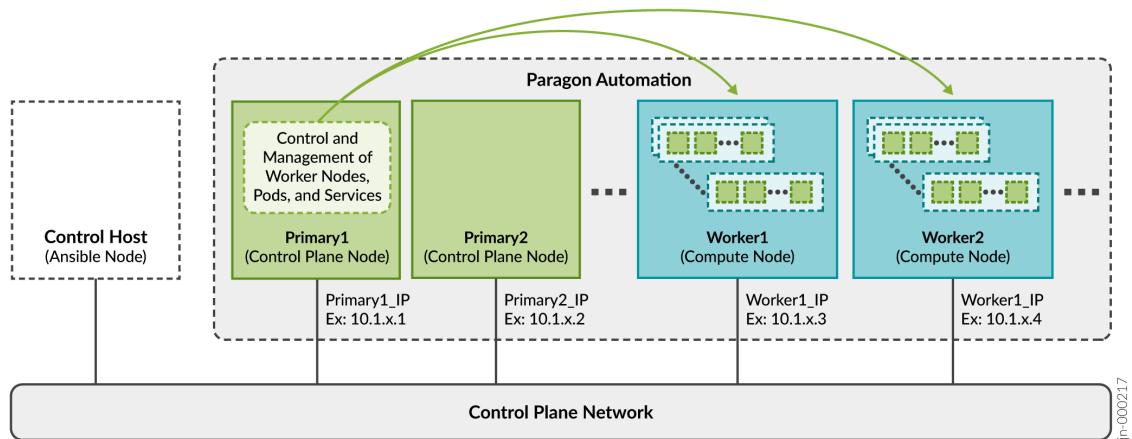 Paragon Automation
Control and
Management of
Worker Nodes,
Pods, and Services
Control Host
(Ansible Node)
Primary1
(Control Plane Node)
Primary2
(Control Plane Node)
Worker1
(Compute Node)
Worker2
(Compute Node)
Primary1_IP
Ex: 10.1.x.1
Primary2_IP
Ex: 10.1.x.2
Worker1_IP
Ex: 10.1.x.3
Worker1_IP
Ex: 10.1.x.4
Control Plane Network
jn-000217